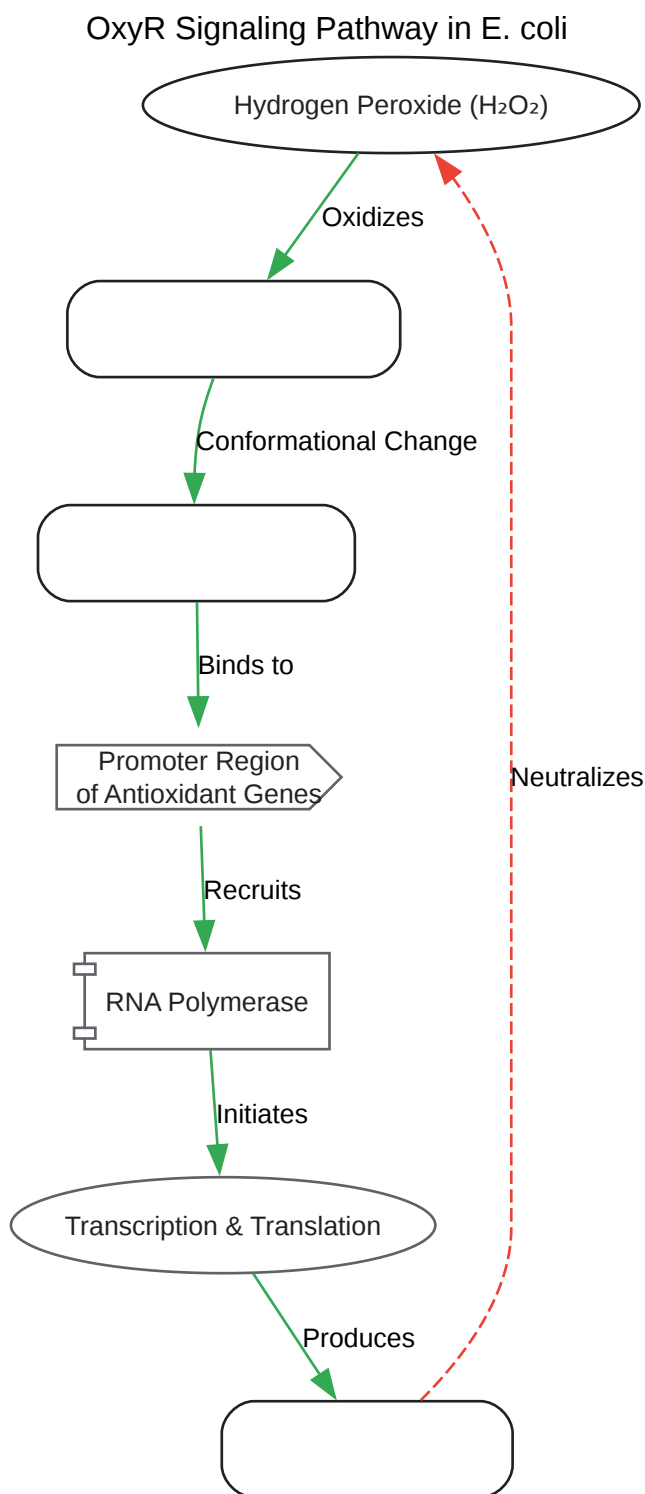 OxyR Signaling Pathway in E. coli
Hydrogen Peroxide (H₂O₂)
Oxidizes
Conformational Change
Binds to
Promoter Region
of Antioxidant Genes
Neutralizes
Recruits
RNA Polymerase
Initiates
Transcription & Translation
Produces